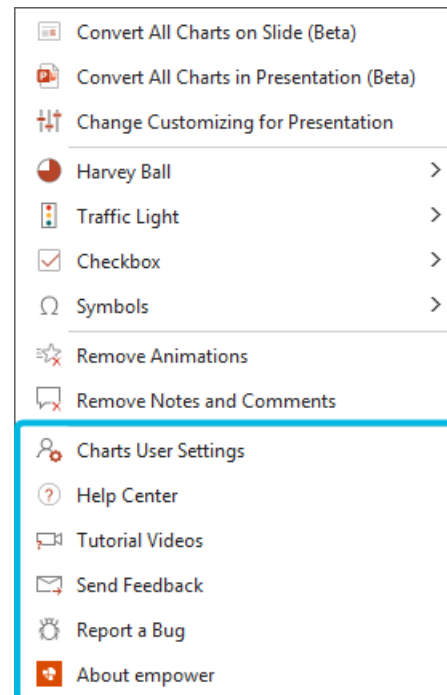 Convert All Charts on Slide (Beta)
Convert All Charts in Presentation (Beta)
Change Customizing for Presentation
Harvey Ball
Traffic Light
Checkbox
Symbols
Remove Animations
Remove Notes and Comments
Charts User Settings
Help Center
Tutorial Videos
Send Feedback
Report a Bug
About empower